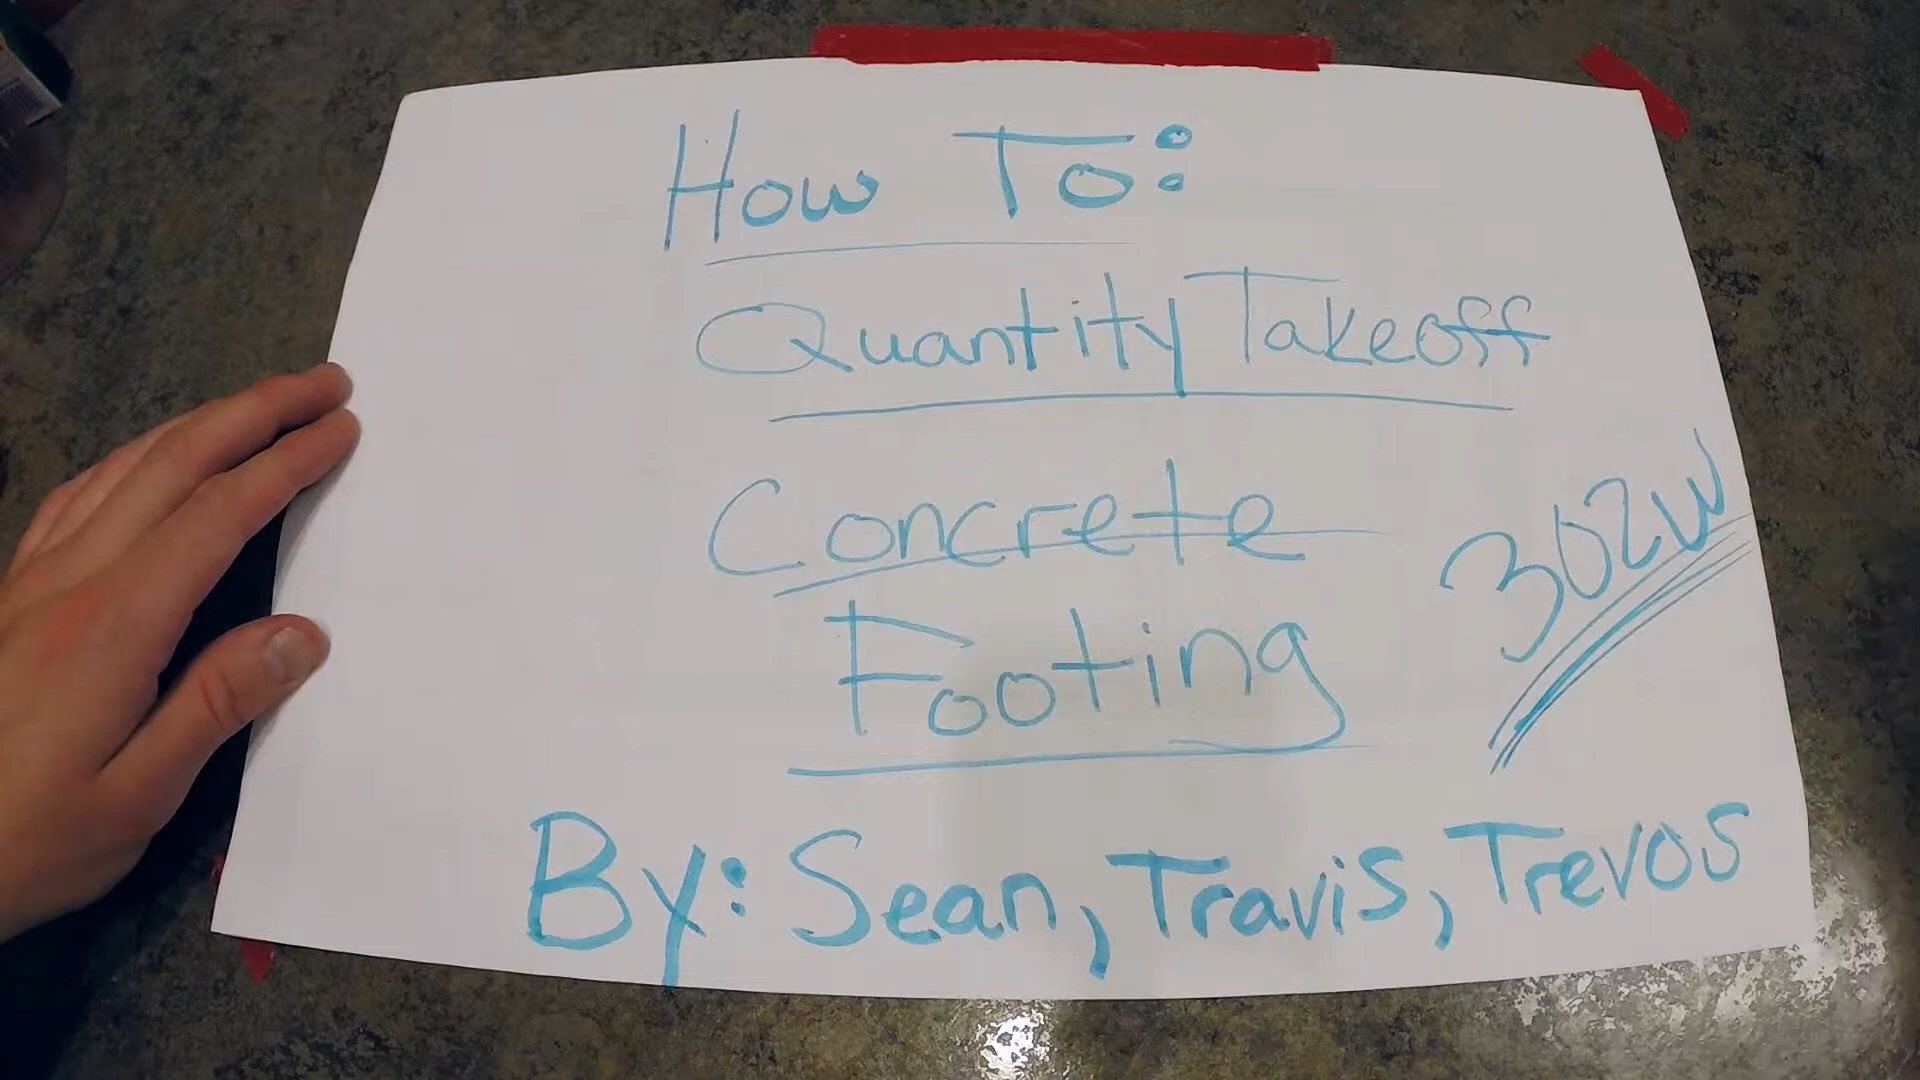 How To:
Quantity Takeoff
Concrete
Footing
302W
By: Sean, Travis, Trevos